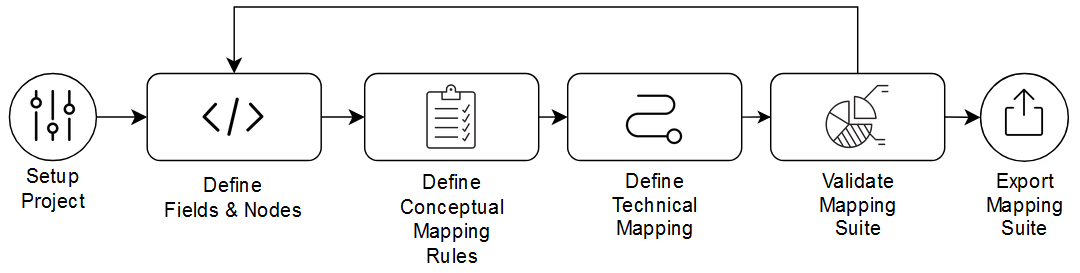 Setup
Project
Define
Fields & Nodes
Define
Conceptual
Mapping
Rules
Define
Technical
Mapping
Validate
Mapping
Suite
Export
Mapping
Suite